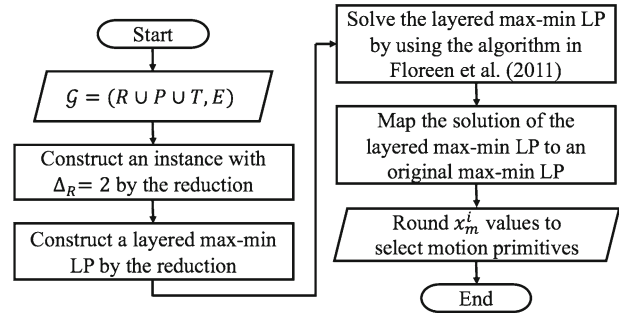 Start
𝒢 = (R ∪ P ∪ T, E)
Construct an instance with
Δ_R = 2 by the reduction
Construct a layered max-min
LP by the reduction
Solve the layered max-min LP
by using the algorithm in
Floreen et al. (2011)
Map the solution of the
layered max-min LP to an
original max-min LP
Round x_m^i values to
select motion primitives
End